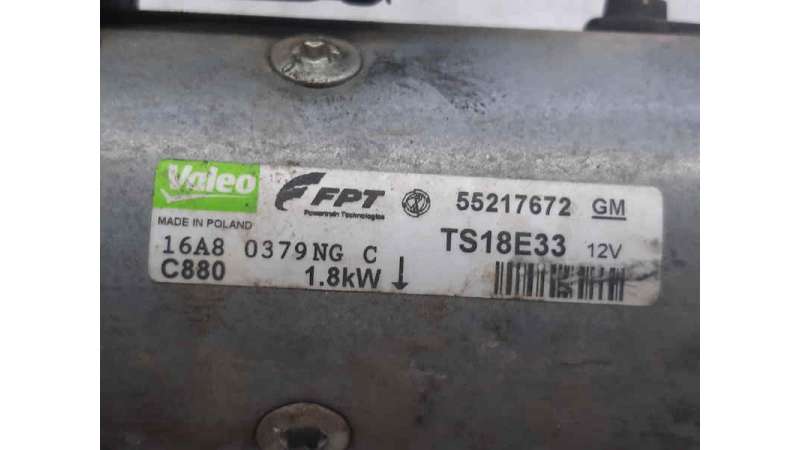 Valeo FPT 55217672 GM
Powertrain Technologies
MADE IN POLAND
16A8 0379NG C TS18E33 12V
C880 1.8kW